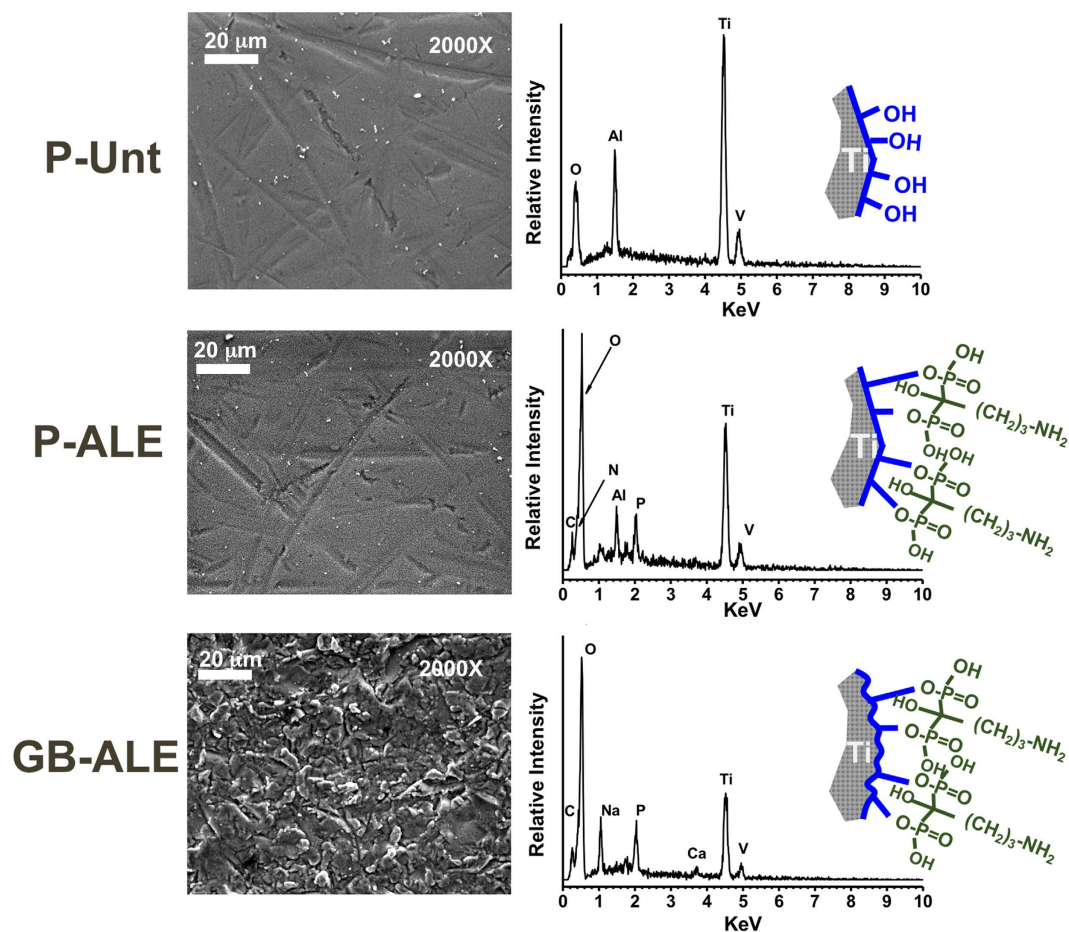 P-Unt
20 μm
2000X
Relative Intensity
O
Al
Ti
V
0 1 2 3 4 5 6 7 8 9 10
KeV
Ti
OH
OH
OH
OH
P-ALE
20 μm
2000X
Relative Intensity
O
N
C
Al
P
Ti
V
0 1 2 3 4 5 6 7 8 9 10
KeV
Ti
OH
O-P=O
HO
(CH2)3-NH2
O-P=O
OH
OH
O-P=O
HO
(CH2)3-NH2
O-P=O
OH
GB-ALE
20 μm
2000X
Relative Intensity
O
C
Na
P
Ca
Ti
V
0 1 2 3 4 5 6 7 8 9 10
KeV
Ti
OH
O-P=O
HO
(CH2)3-NH2
O-P=O
OH
OH
O-P=O
HO
(CH2)3-NH2
O-P=O
OH